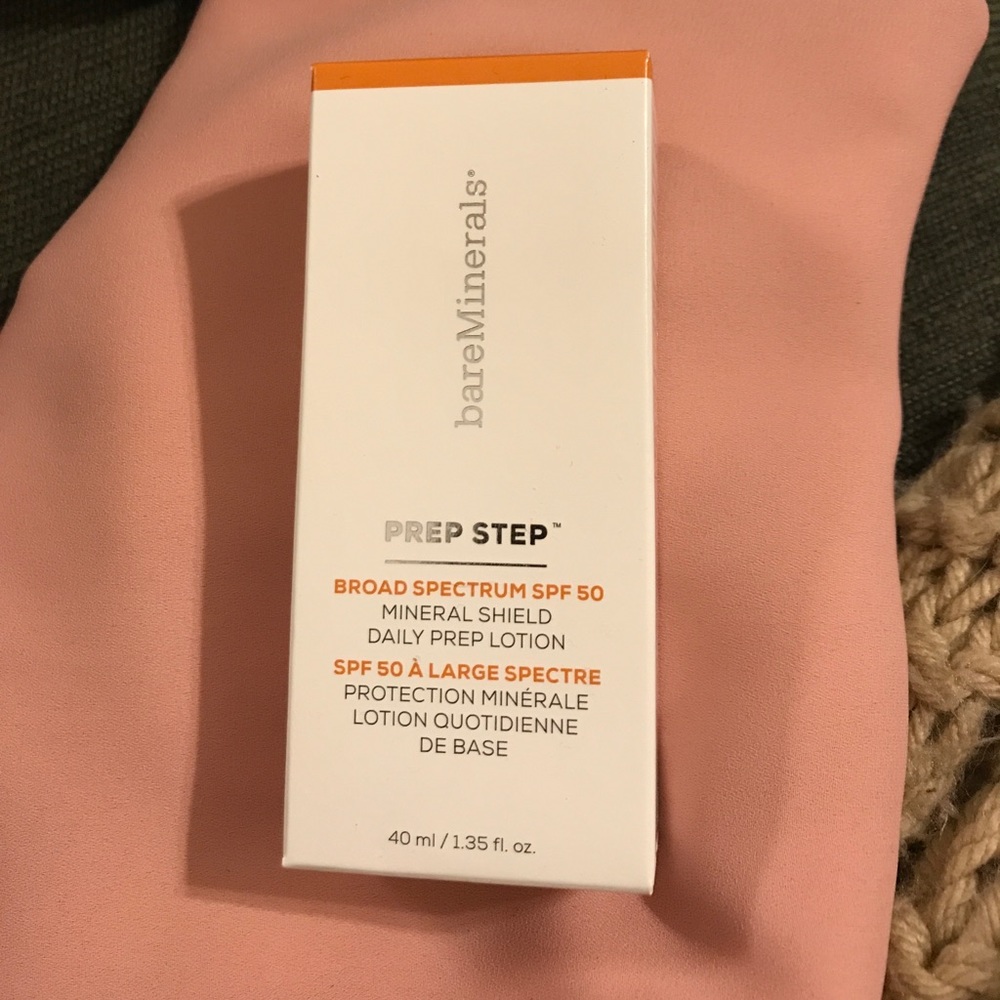 bareMinerals®
PREP STEP™
BROAD SPECTRUM SPF 50
MINERAL SHIELD
DAILY PREP LOTION
SPF 50 À LARGE SPECTRE
PROTECTION MINÉRALE
LOTION QUOTIDIENNE
DE BASE
40 ml / 1.35 fl. oz.